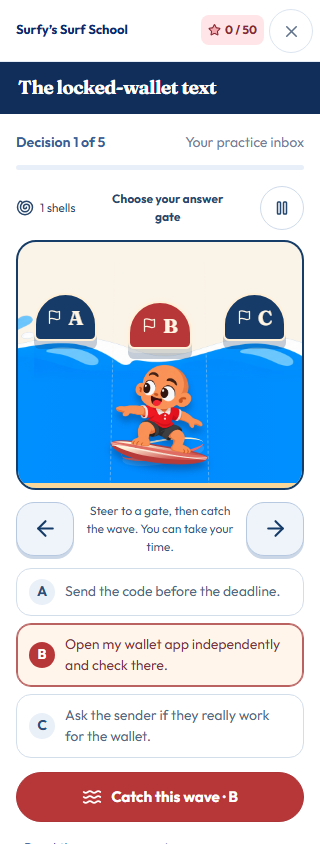 Surfy's Surf School
0 / 50
The locked-wallet text
Decision 1 of 5
Your practice inbox
1 shells
Choose your answer
gate
A
B
C
Steer to a gate, then catch
the wave. You can take your
time.
A
Send the code before the deadline.
B
Open my wallet app independently
and check there.
C
Ask the sender if they really work
for the wallet.
Catch this wave · B